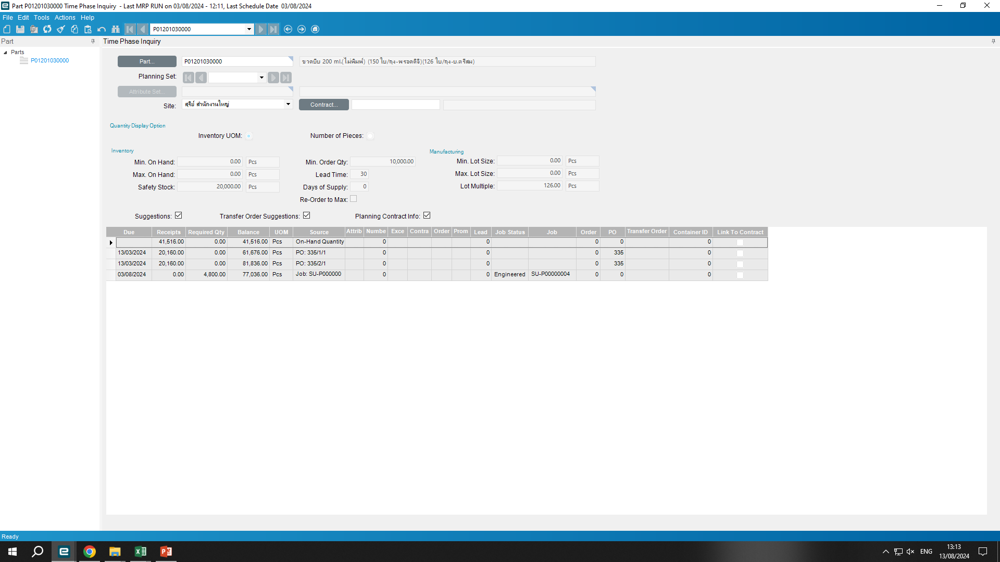 Part P01201030000 Time Phase Inquiry - Last MRP RUN on 03/08/2024 - 12:11, Last Schedule Date 03/08/2024
File Edit Tools Actions Help
P01201030000
Part
Time Phase Inquiry
Parts
P01201030000
Part... P01201030000 ขวดบีบ 200 ml.(ไม่พิมพ์) (150 ใบ/ถุง-พรอดดิจิ)(126 ใบ/ถุง-บ.ตริสม)
Planning Set:
Attribute Set...
Site: สุรีย์ สำนักงานใหญ่ Contract...
Quantity Display Option
Inventory UOM: Number of Pieces:
Inventory Manufacturing
Min. On Hand: 0.00 Pcs Min. Order Qty: 10,000.00 Min. Lot Size: 0.00 Pcs
Max. On Hand: 0.00 Pcs Lead Time: 30 Max. Lot Size: 0.00 Pcs
Safety Stock: 20,000.00 Pcs Days of Supply: 0 Lot Multiple: 126.00 Pcs
Re-Order to Max:
Suggestions: Transfer Order Suggestions: Planning Contract Info:
Due Receipts Required Qty Balance UOM Source Attrib Numbe Exce Contra Order Prom Lead Job Status Job Order PO Transfer Order Container ID Link To Contract
41,516.00 0.00 41,516.00 Pcs On-Hand Quantity 0 0 0 0 0
13/03/2024 20,160.00 0.00 61,676.00 Pcs PO: 335/1/1 0 0 0 335 0
13/03/2024 20,160.00 0.00 81,836.00 Pcs PO: 335/2/1 0 0 0 335 0
03/08/2024 0.00 4,800.00 77,036.00 Pcs Job: SU-P000000 0 0 Engineered SU-P00000004 0 0 0
Ready
ENG
13:13
13/08/2024